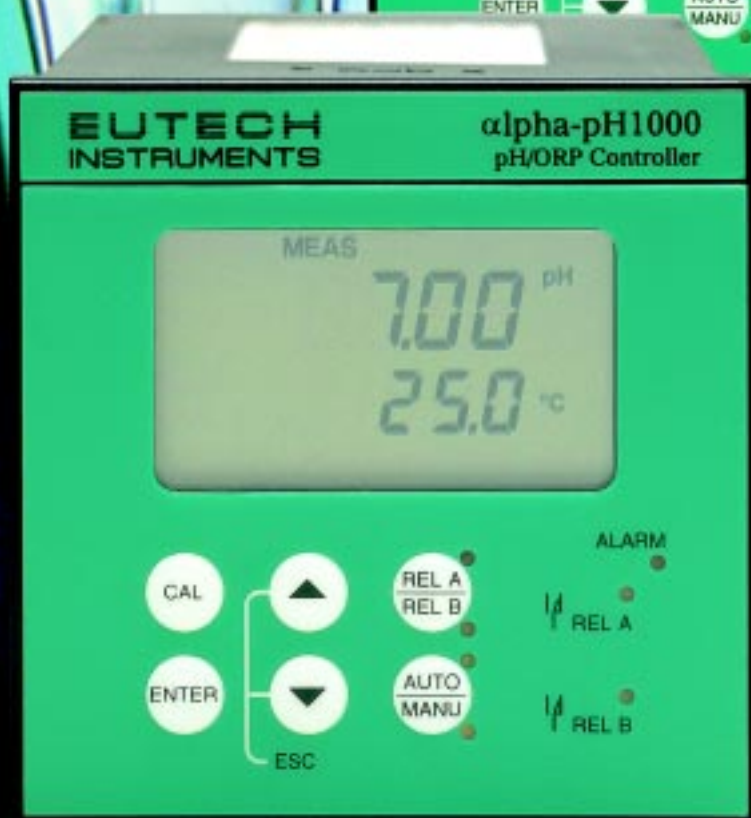 ENTER
MANU
EUTECH
INSTRUMENTS
αlpha-pH1000
pH/ORP Controller
MEAS
7.00 pH
25.0 °C
ALARM
CAL
REL A
REL B
REL A
ENTER
AUTO
MANU
REL B
ESC